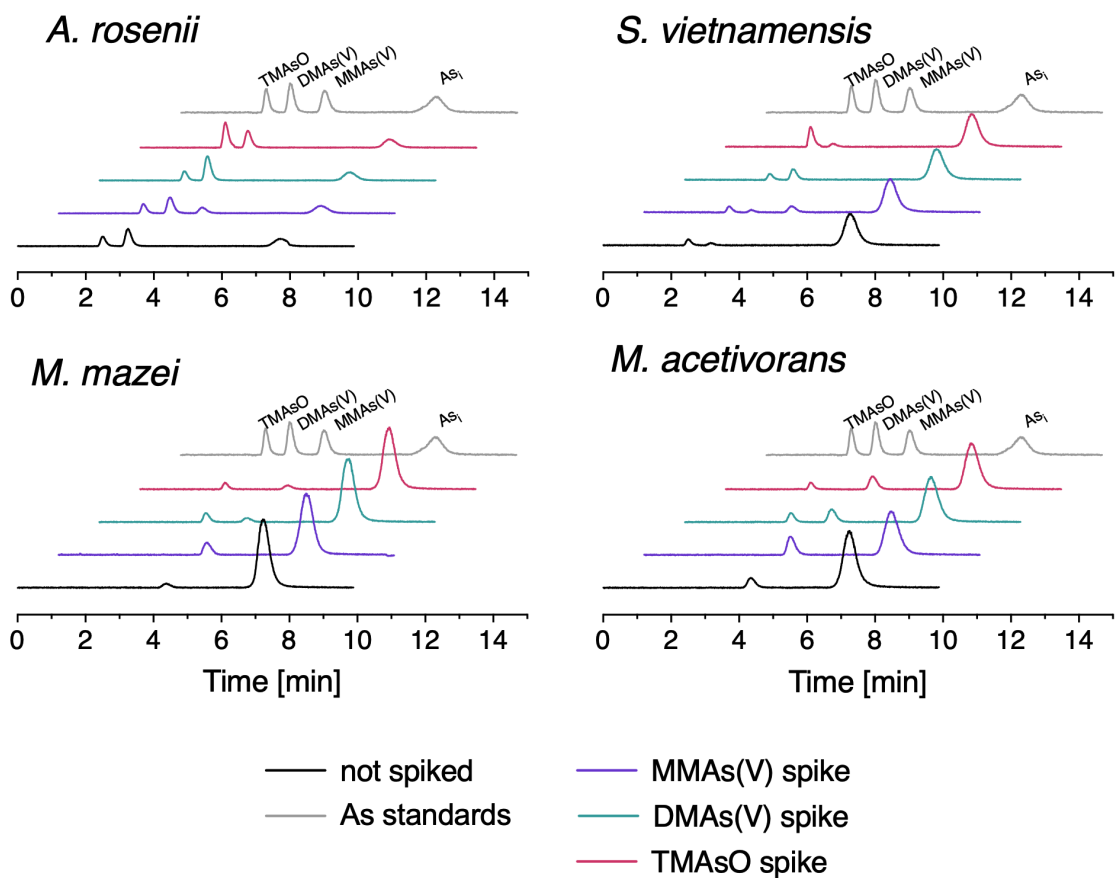 A. rosenii
TMAsO DMAs(V) MMAs(V) Asi
0 2 4 6 8 10 12 14
S. vietnamensis
TMAsO DMAs(V) MMAs(V) Asi
0 2 4 6 8 10 12 14
M. mazei
TMAsO DMAs(V) MMAs(V) Asi
0 2 4 6 8 10 12 14
Time [min]
M. acetivorans
TMAsO DMAs(V) MMAs(V) Asi
0 2 4 6 8 10 12 14
Time [min]
not spiked
As standards
MMAs(V) spike
DMAs(V) spike
TMAsO spike